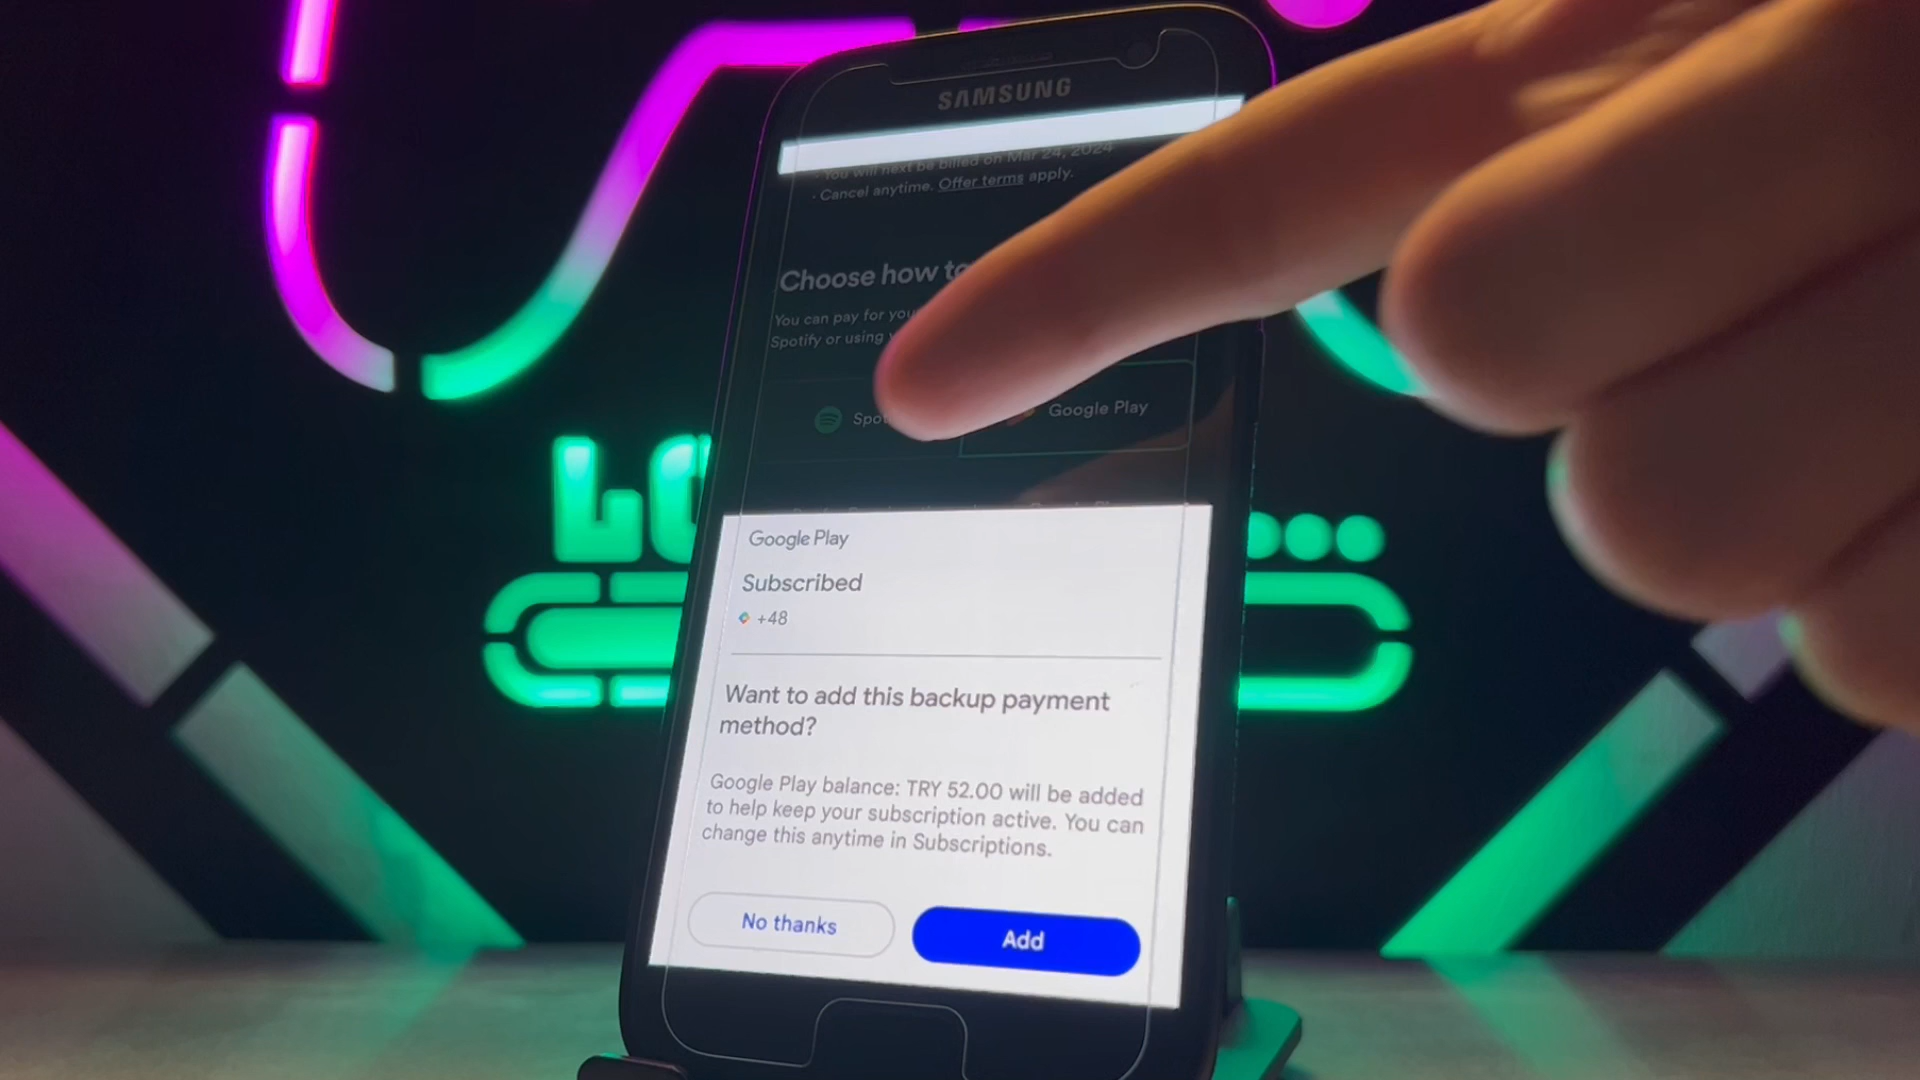 SAMSUNG
· You will next be billed on Mar 24, 2024
· Cancel anytime. Offer terms apply.
Choose how to
You can pay for
Spotify or using
Google Play
Google Play
Subscribed
+48
Want to add this backup payment
method?
Google Play balance: TRY 52.00 will be added
to help keep your subscription active. You can
change this anytime in Subscriptions.
No thanks
Add